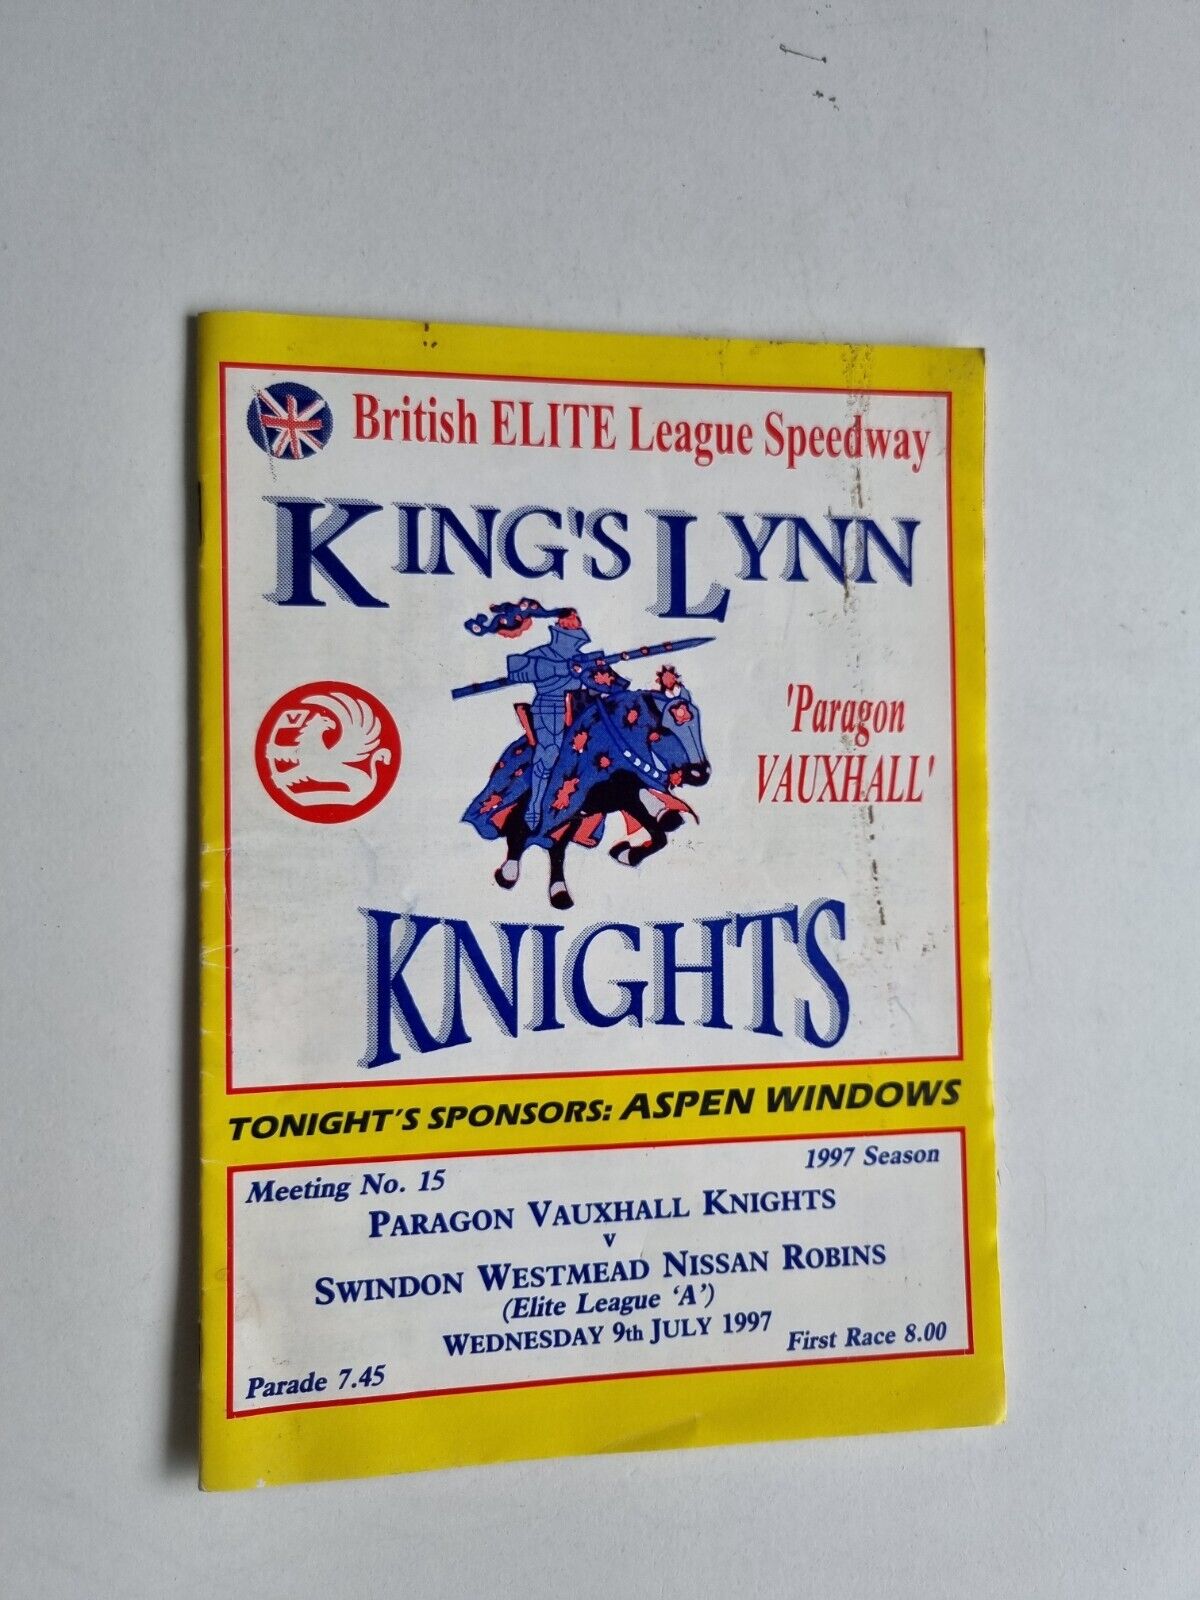 British ELITE League Speedway
KING'S LYNN
V
'Paragon
VAUXHALL'
KNIGHTS
TONIGHT'S SPONSORS: ASPEN WINDOWS
Meeting No. 15
1997 Season
PARAGON VAUXHALL KNIGHTS
v
SWINDON WESTMEAD NISSAN ROBINS
(Elite League 'A')
WEDNESDAY 9th JULY 1997
Parade 7.45
First Race 8.00